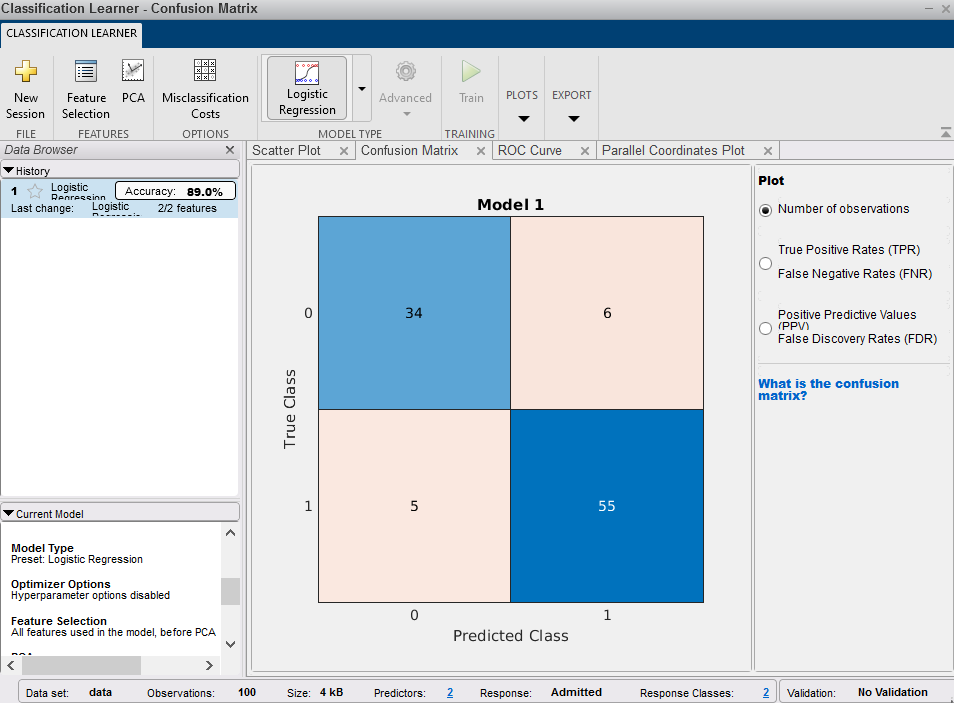 Classification Learner - Confusion Matrix
CLASSIFICATION LEARNER
New
Session
Feature
Selection
PCA
Misclassification
Costs
Logistic
Regression
Advanced
Train
PLOTS
EXPORT
FILE
FEATURES
OPTIONS
MODEL TYPE
TRAINING
Data Browser
Scatter Plot
Confusion Matrix
ROC Curve
Parallel Coordinates Plot
History
1
Logistic
Regression
Accuracy: 89.0%
Last change:
Logistic
Regressio
2/2 features
Model 1
0
34
6
True Class
1
5
55
0
1
Predicted Class
Plot
Number of observations
True Positive Rates (TPR)
False Negative Rates (FNR)
Positive Predictive Values
(PPV)
False Discovery Rates (FDR)
What is the confusion
matrix?
Current Model
Model Type
Preset: Logistic Regression
Optimizer Options
Hyperparameter options disabled
Feature Selection
All features used in the model, before PCA
PCA
Data set: data Observations: 100 Size: 4 kB Predictors: 2 Response: Admitted Response Classes: 2 Validation: No Validation